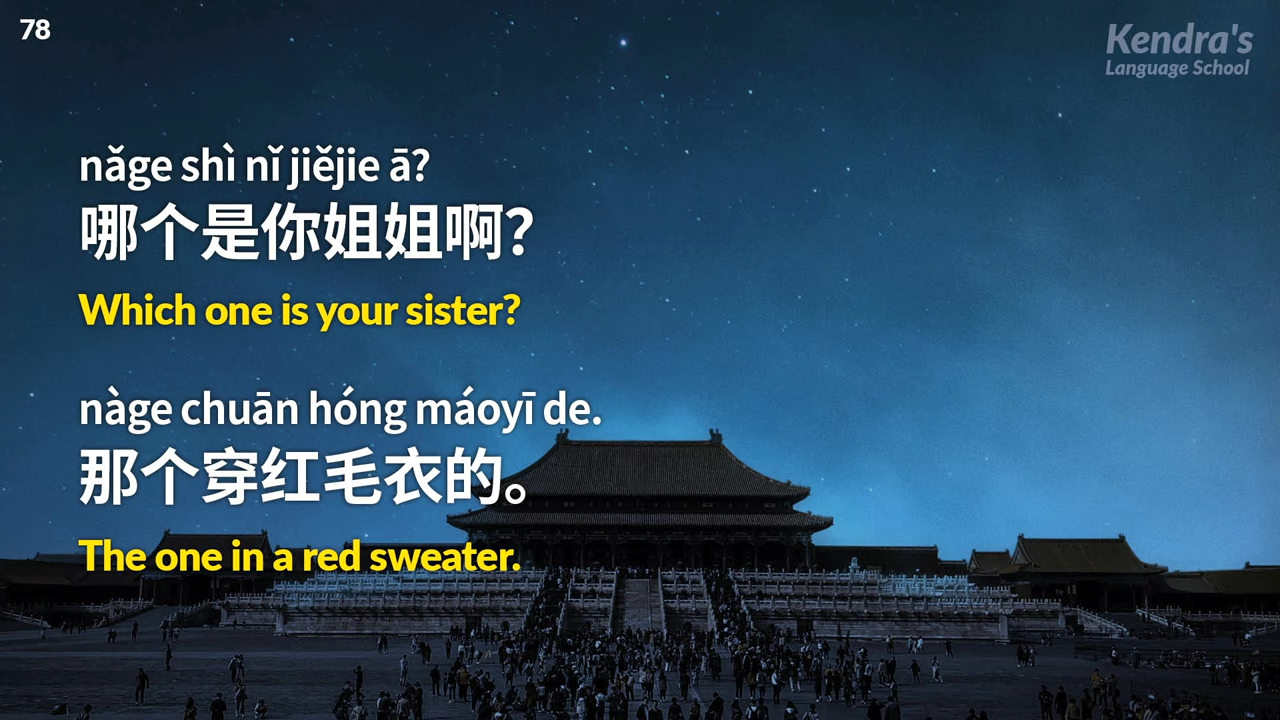 78
Kendra's
Language School
nǎge shì nǐ jiějie ā?
哪个是你姐姐啊?
Which one is your sister?
nàge chuān hóng máoyī de.
那个穿红毛衣的。
The one in a red sweater.